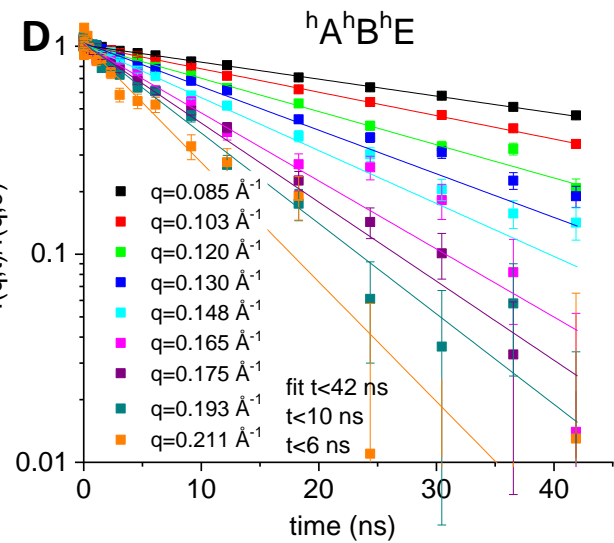 D
ʰAʰBʰE
1
0.1
0.01
q=0.085 Å⁻¹
q=0.103 Å⁻¹
q=0.120 Å⁻¹
q=0.130 Å⁻¹
q=0.148 Å⁻¹
q=0.165 Å⁻¹
q=0.175 Å⁻¹
q=0.193 Å⁻¹
q=0.211 Å⁻¹
fit t<42 ns
t<10 ns
t<6 ns
0 10 20 30 40
time (ns)